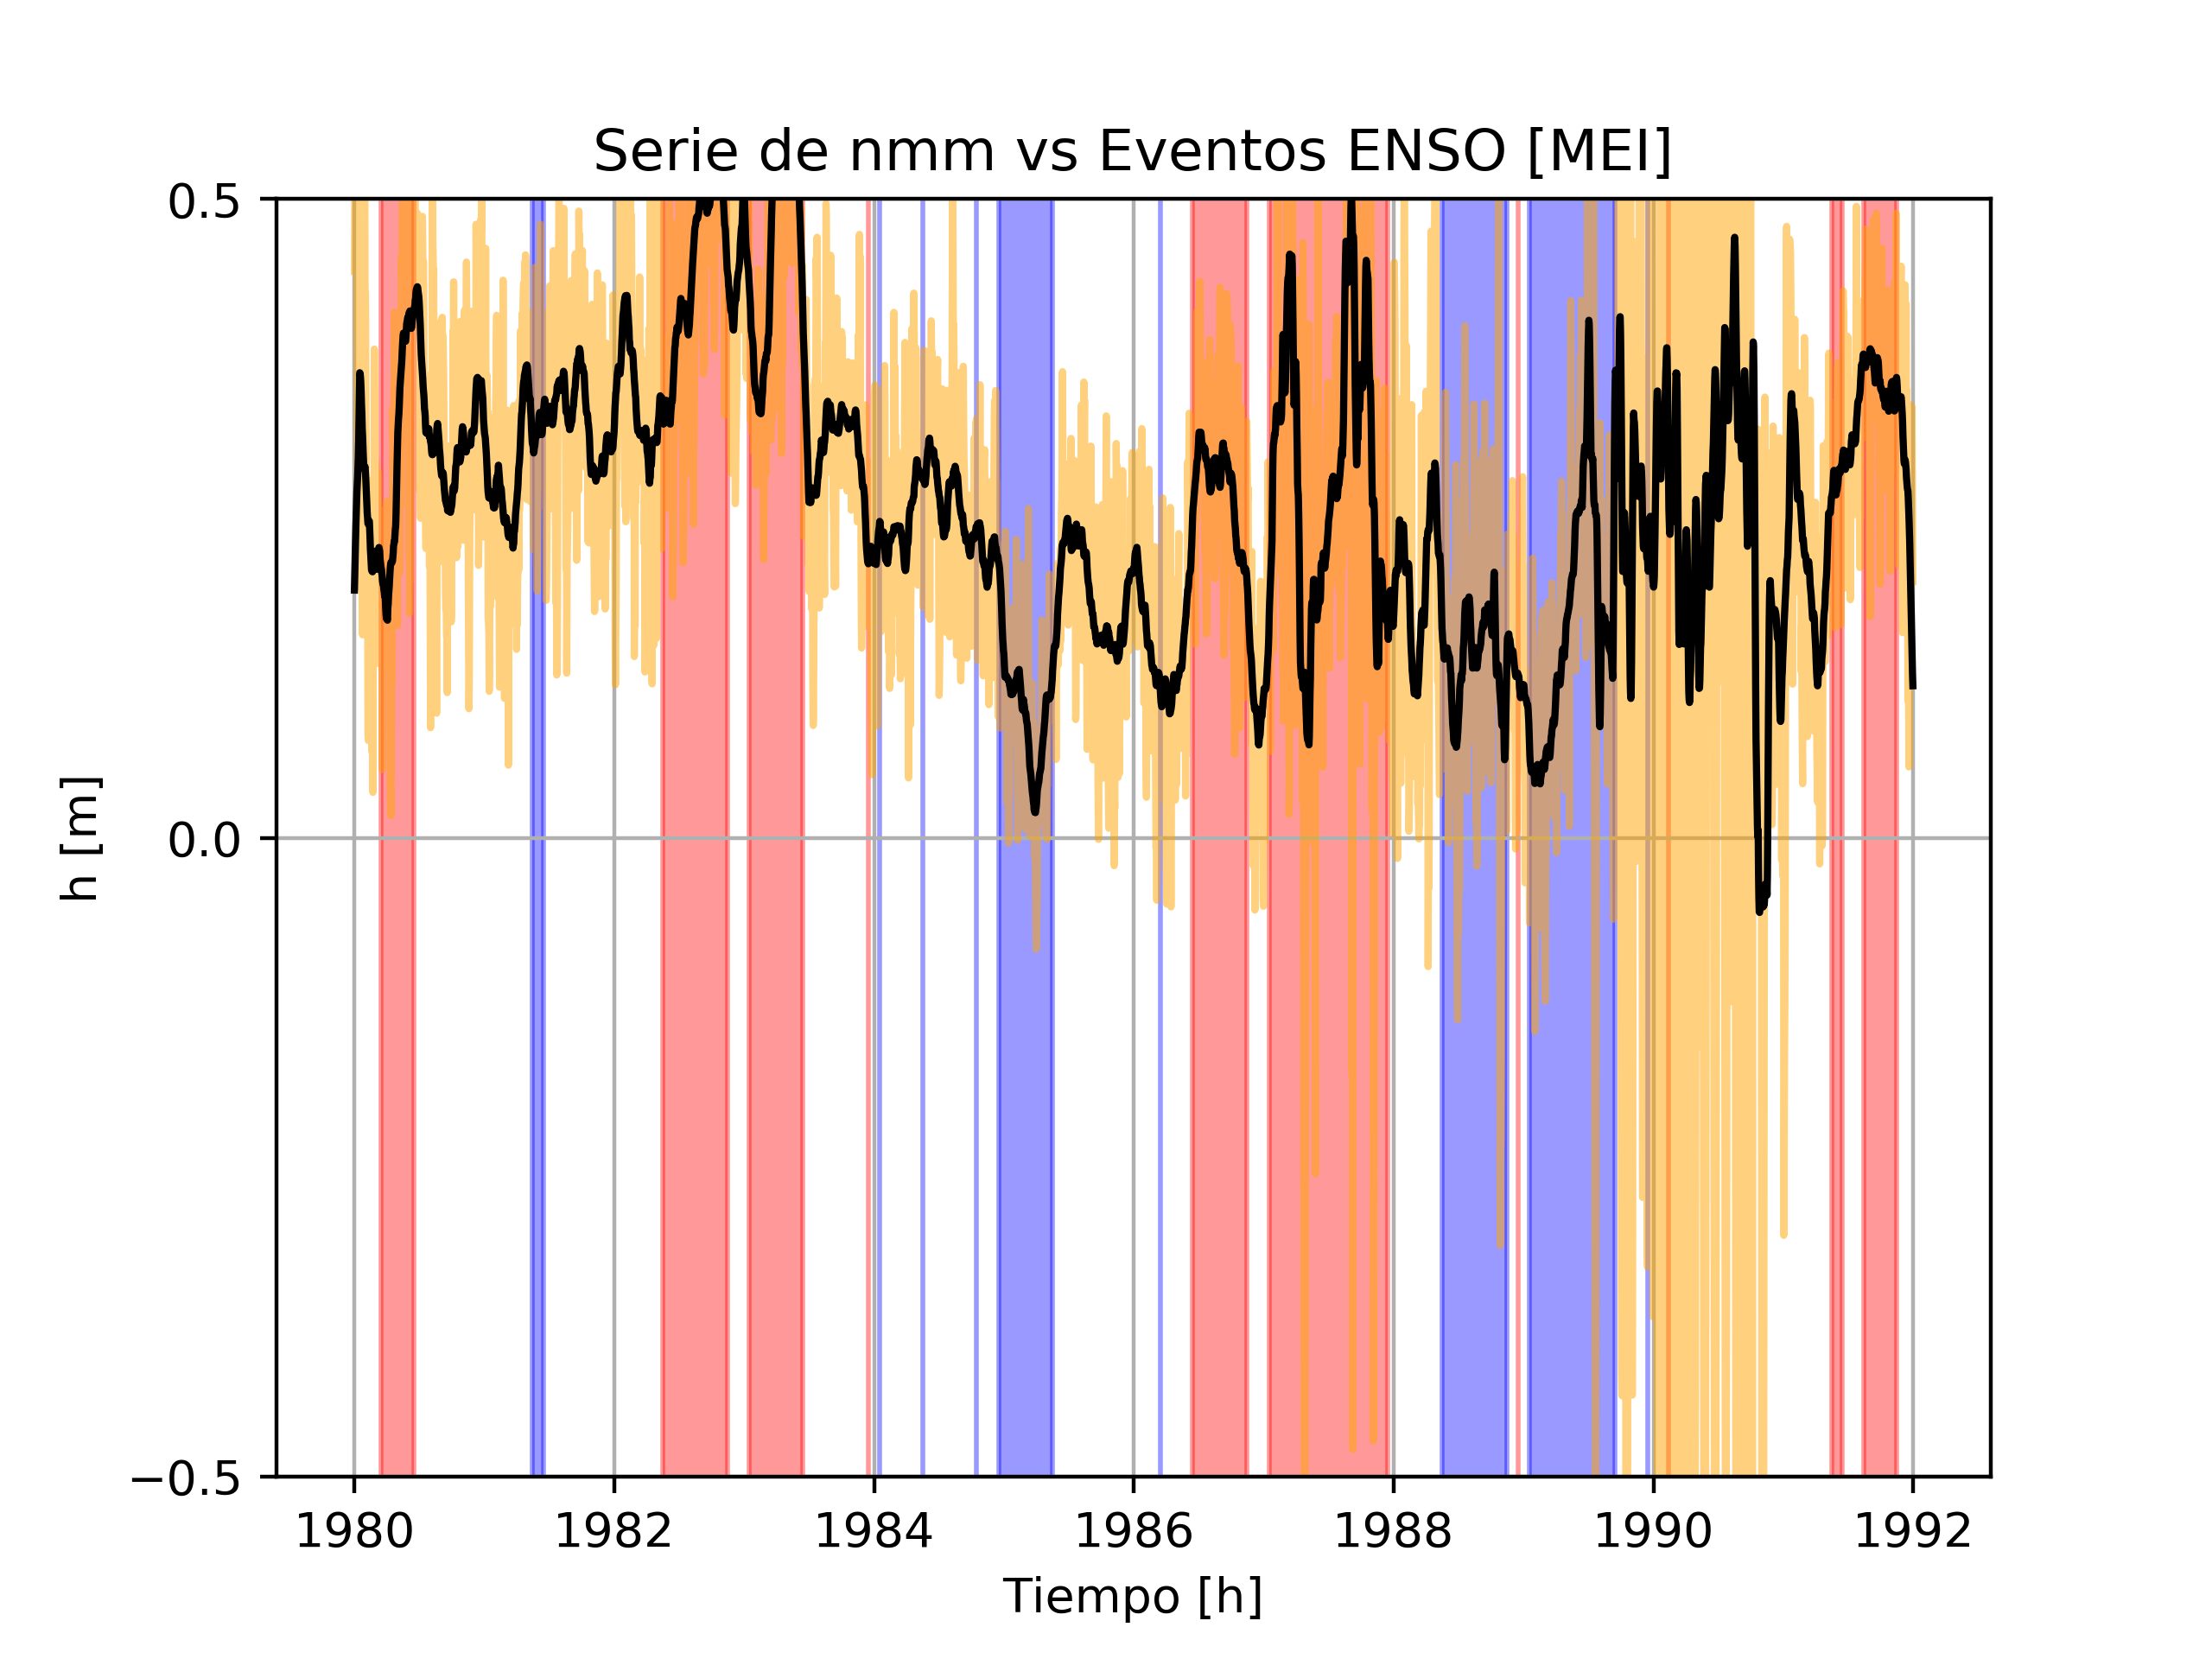 Serie de nmm vs Eventos ENSO [MEI]
0.5
0.0
−0.5
h [m]
1980 1982 1984 1986 1988 1990 1992
Tiempo [h]